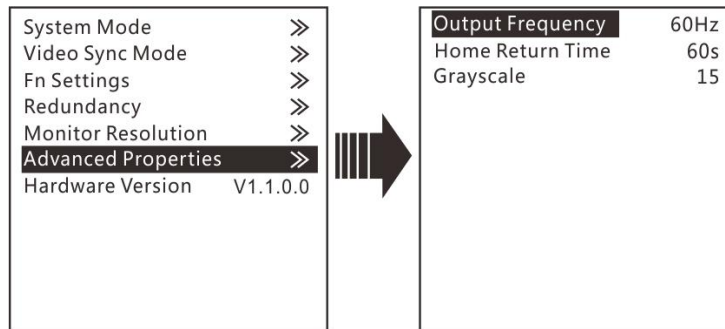 System Mode »
Video Sync Mode »
Fn Settings »
Redundancy »
Monitor Resolution »
Advanced Properties »
Hardware Version V1.1.0.0
Output Frequency 60Hz
Home Return Time 60s
Grayscale 15